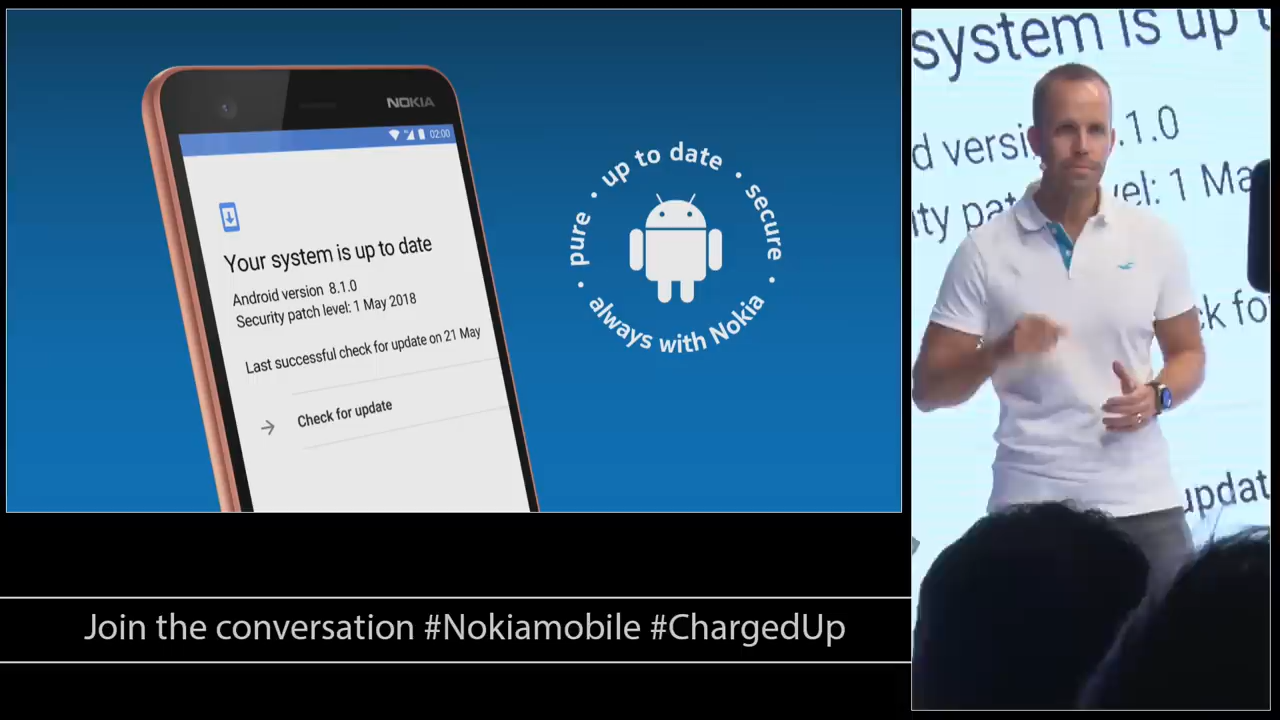 NOKIA
02:00
Your system is up to date
Android version 8.1.0
Security patch level: 1 May 2018
Last successful check for update on 21 May
Check for update
pure • up to date • secure •
always with Nokia
Join the conversation #Nokiamobile #ChargedUp
system is up t
d versi .1.0
ity pat vel: 1 Ma
ck fo
updat